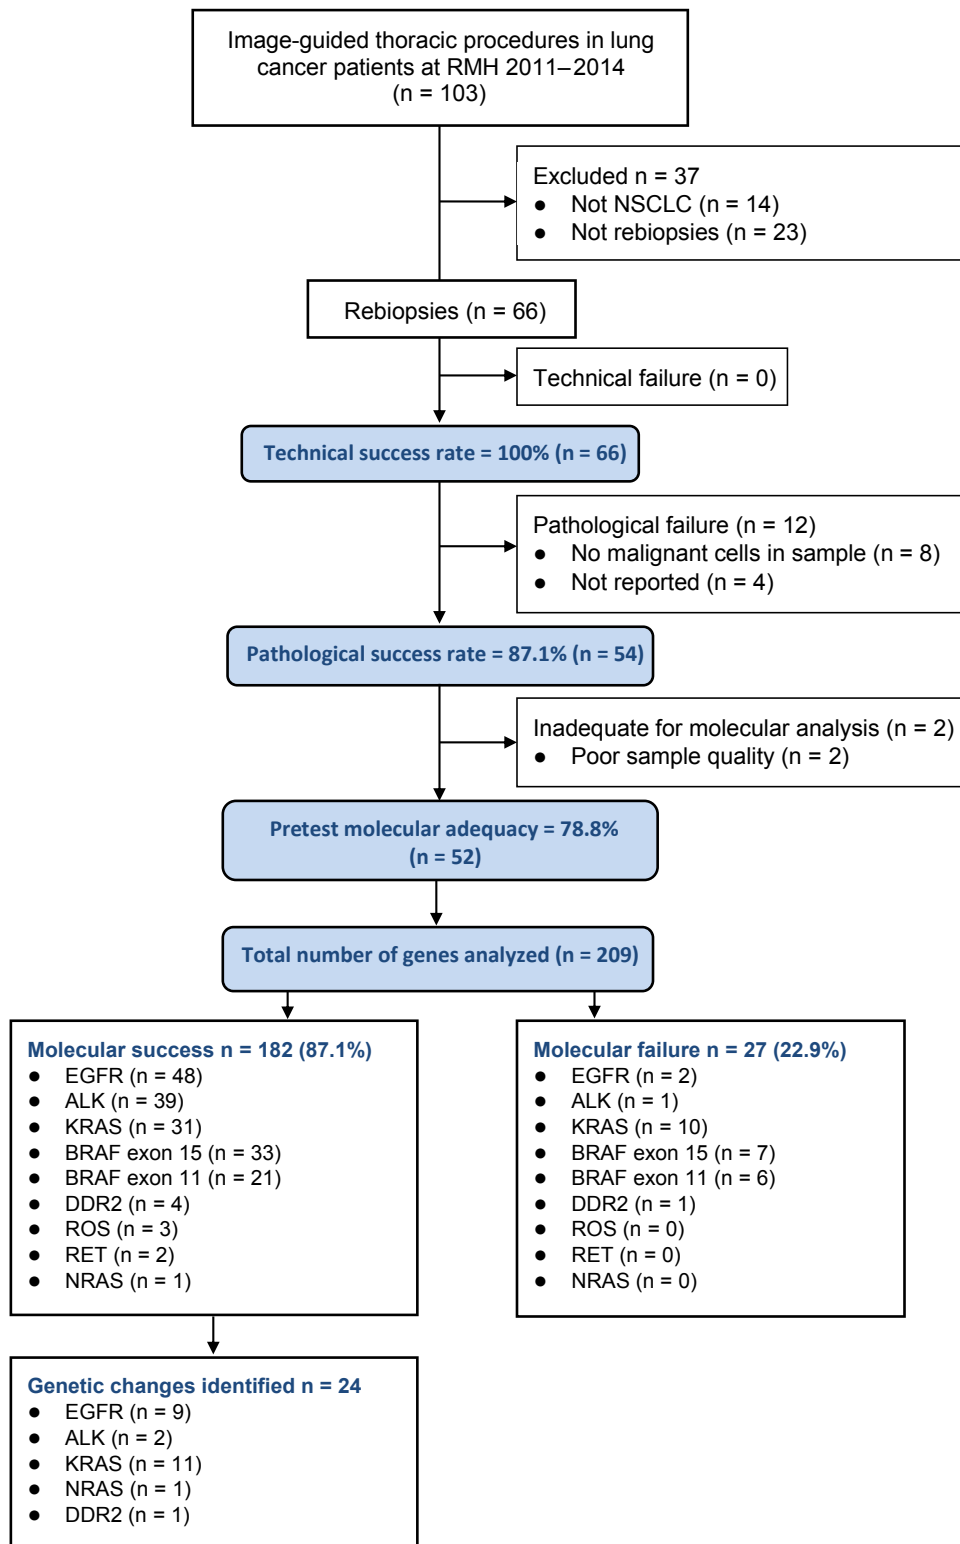 Image-guided thoracic procedures in lung
cancer patients at RMH 2011–2014
(n = 103)
Excluded n = 37
● Not NSCLC (n = 14)
● Not rebiopsies (n = 23)
Rebiopsies (n = 66)
Technical failure (n = 0)
Technical success rate = 100% (n = 66)
Pathological failure (n = 12)
● No malignant cells in sample (n = 8)
● Not reported (n = 4)
Pathological success rate = 87.1% (n = 54)
Inadequate for molecular analysis (n = 2)
● Poor sample quality (n = 2)
Pretest molecular adequacy = 78.8%
(n = 52)
Total number of genes analyzed (n = 209)
Molecular success n = 182 (87.1%)
● EGFR (n = 48)
● ALK (n = 39)
● KRAS (n = 31)
● BRAF exon 15 (n = 33)
● BRAF exon 11 (n = 21)
● DDR2 (n = 4)
● ROS (n = 3)
● RET (n = 2)
● NRAS (n = 1)
Molecular failure n = 27 (22.9%)
● EGFR (n = 2)
● ALK (n = 1)
● KRAS (n = 10)
● BRAF exon 15 (n = 7)
● BRAF exon 11 (n = 6)
● DDR2 (n = 1)
● ROS (n = 0)
● RET (n = 0)
● NRAS (n = 0)
Genetic changes identified n = 24
● EGFR (n = 9)
● ALK (n = 2)
● KRAS (n = 11)
● NRAS (n = 1)
● DDR2 (n = 1)